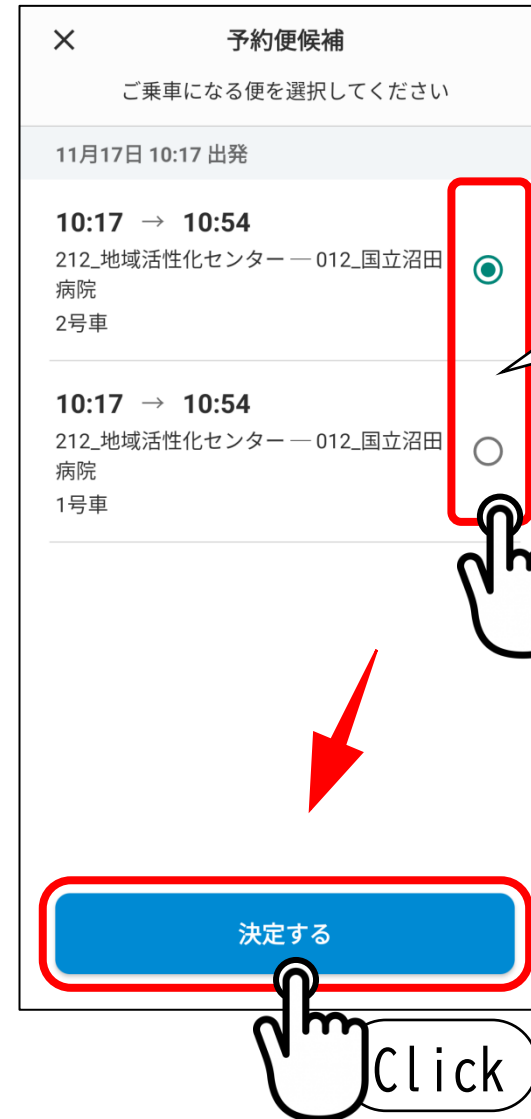 予約便候補
ご乗車になる便を選択してください
11月17日 10:17 出発
10:17 → 10:54
212_地域活性化センター — 012_国立沼田
病院
2号車
10:17 → 10:54
212_地域活性化センター — 012_国立沼田
病院
1号車
決定する
Click